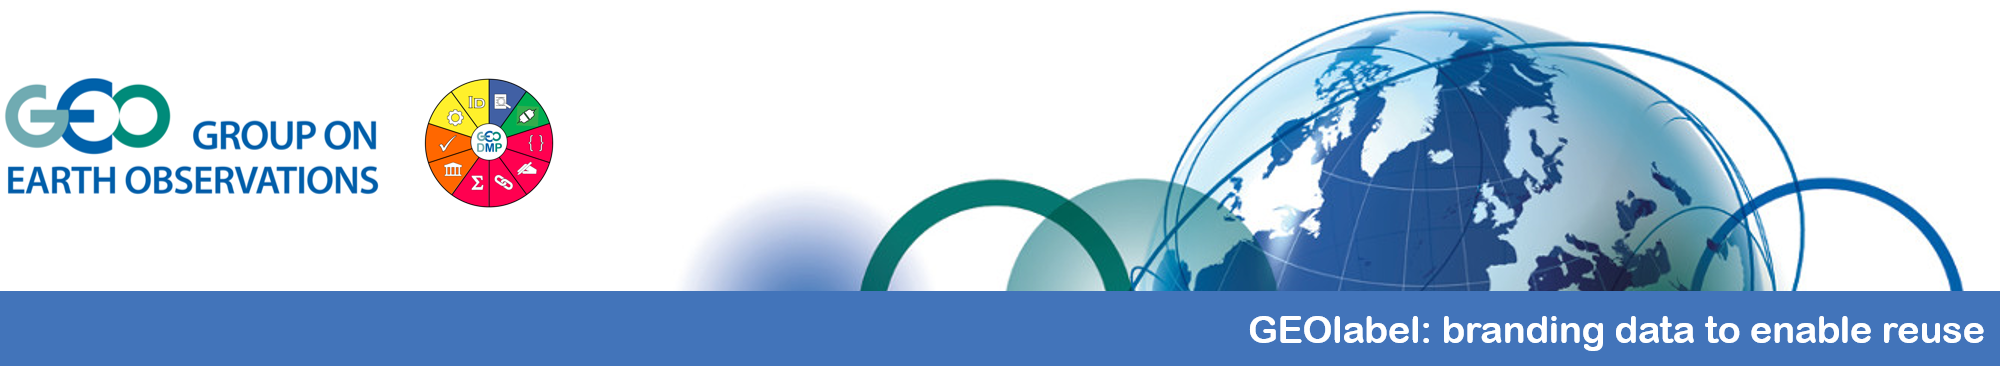 GEO
GROUP ON
EARTH OBSERVATIONS
ID
{ }
Σ
GEO
DMP
GEOlabel: branding data to enable reuse